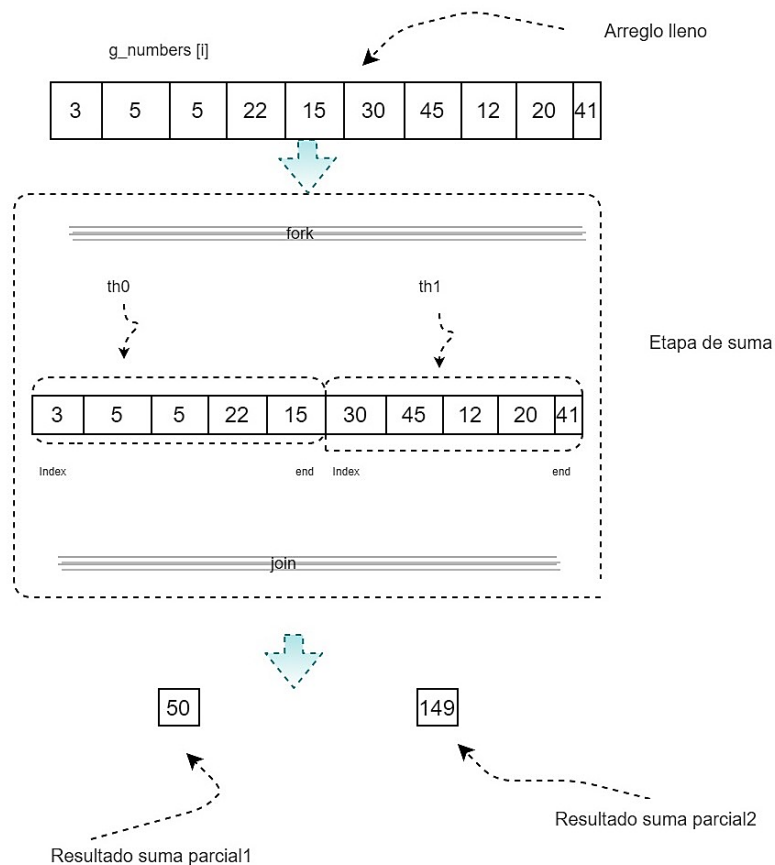 Arreglo lleno
g_numbers [i]
3 5 5 22 15 30 45 12 20 41
fork
th0 th1
Etapa de suma
3 5 5 22 15 30 45 12 20 41
Index end Index end
join
50 149
Resultado suma parcial2
Resultado suma parcial1